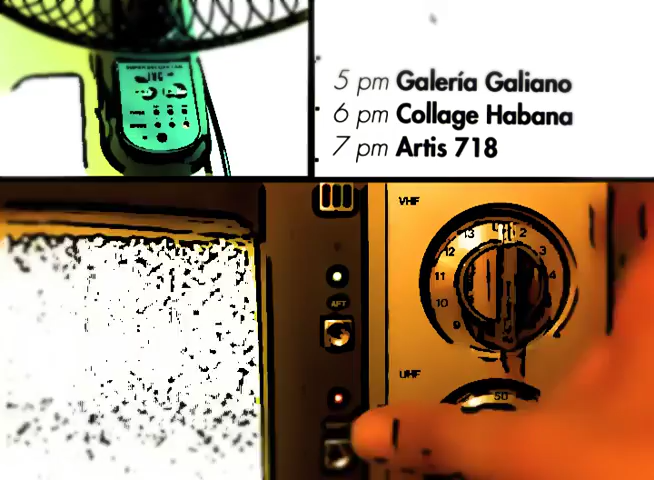 5 pm Galería Galiano
6 pm Collage Habana
7 pm Artis 718
VHF
13 2
12 3
11 4
10
9
AFT
UHF
50